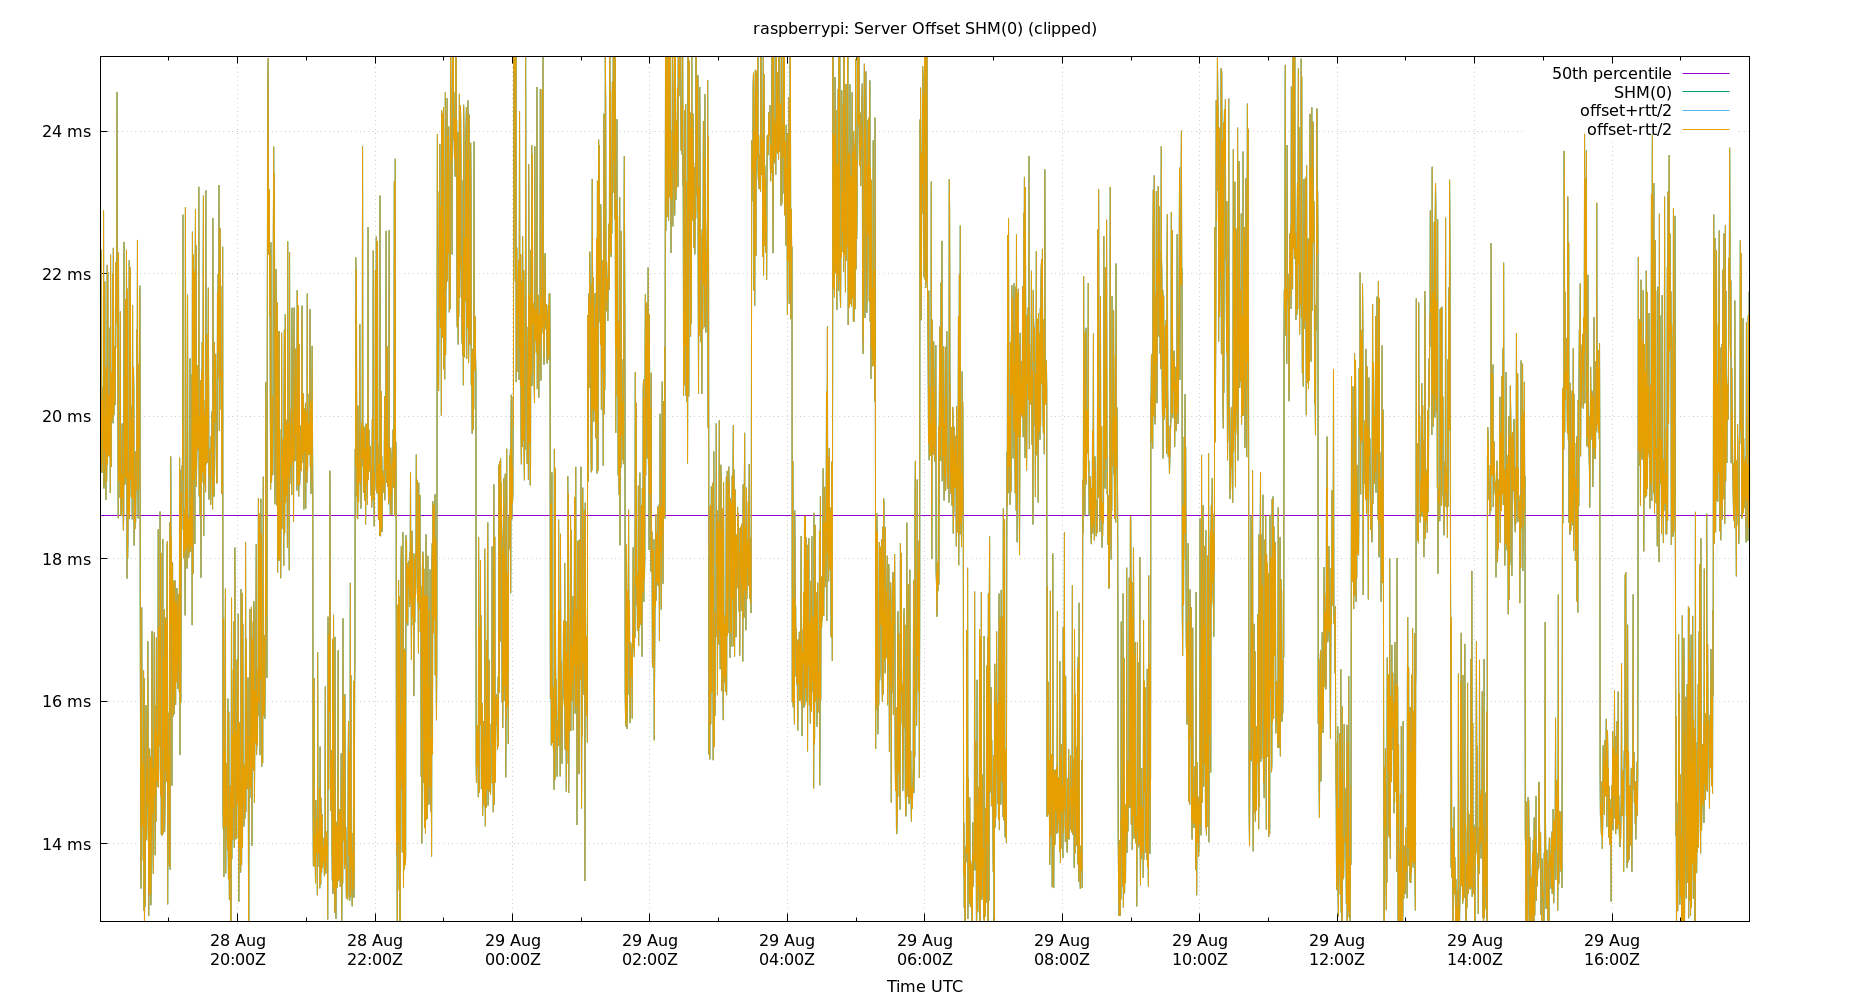 raspberrypi: Server Offset SHM(0) (clipped)
50th percentile
SHM(0)
offset+rtt/2
offset-rtt/2
24 ms
22 ms
20 ms
18 ms
16 ms
14 ms
28 Aug 28 Aug 29 Aug 29 Aug 29 Aug 29 Aug 29 Aug 29 Aug 29 Aug 29 Aug 29 Aug
20:00Z 22:00Z 00:00Z 02:00Z 04:00Z 06:00Z 08:00Z 10:00Z 12:00Z 14:00Z 16:00Z
Time UTC